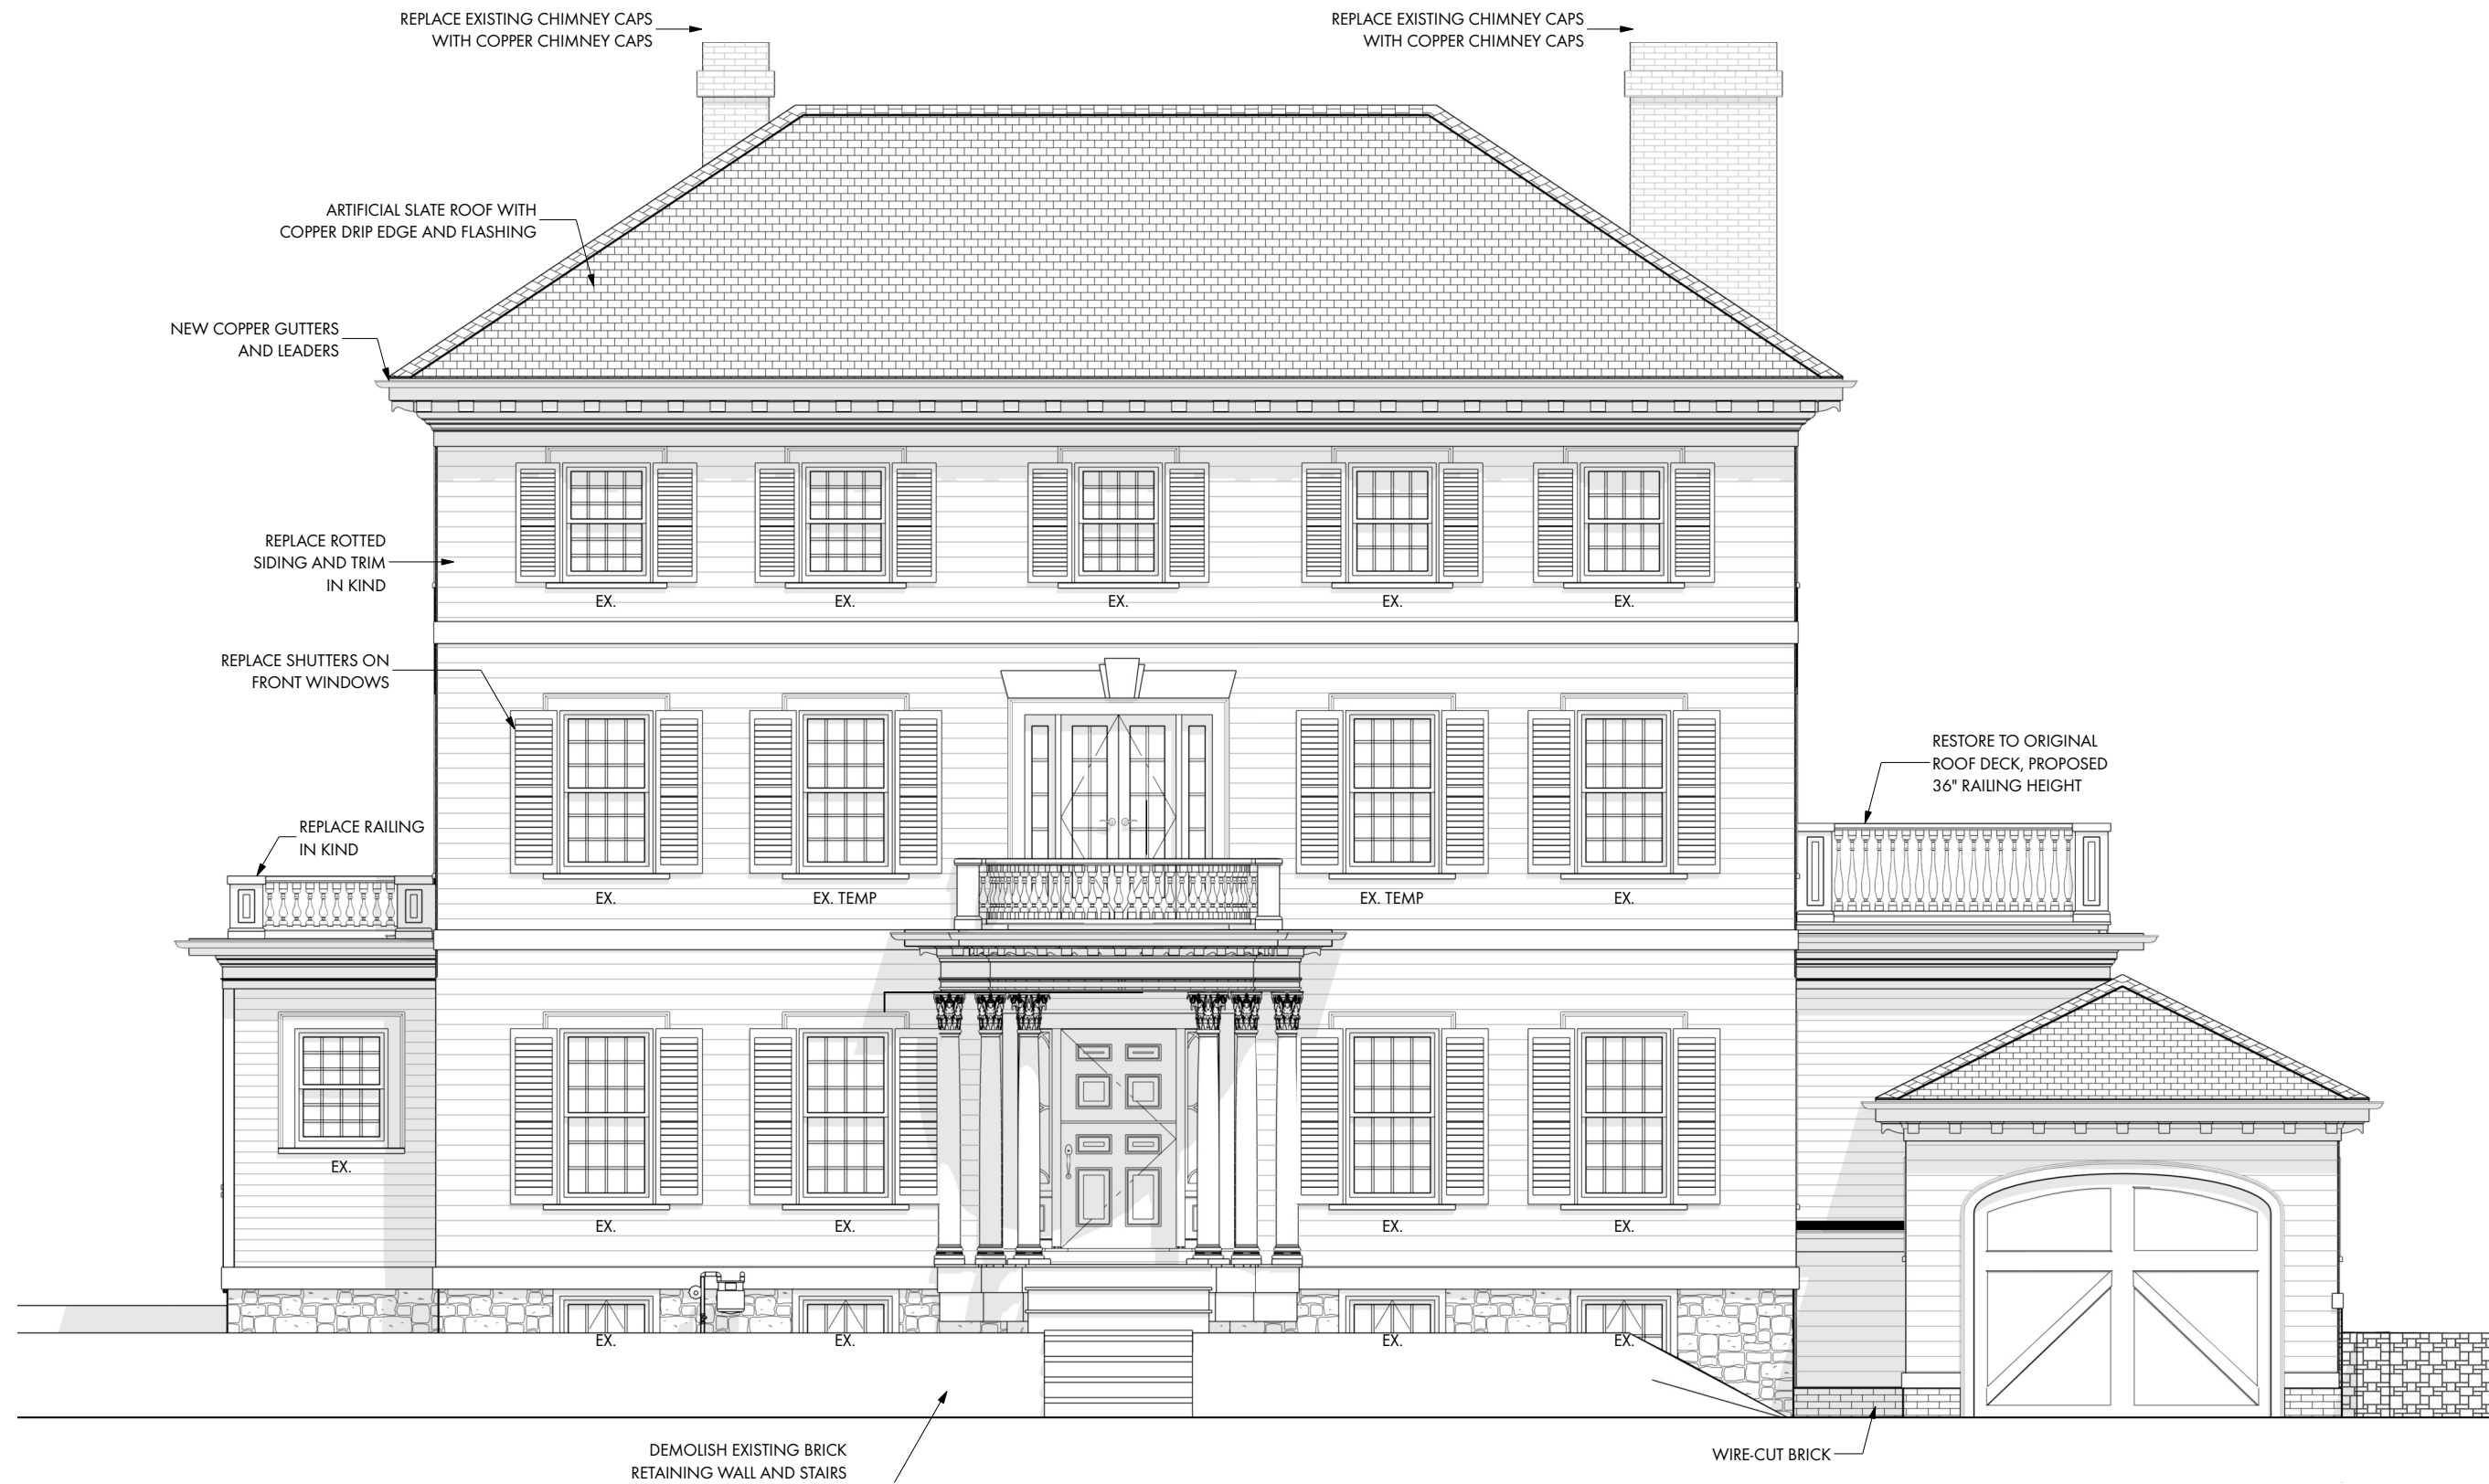 REPLACE EXISTING CHIMNEY CAPS
WITH COPPER CHIMNEY CAPS
REPLACE EXISTING CHIMNEY CAPS
WITH COPPER CHIMNEY CAPS
ARTIFICIAL SLATE ROOF WITH
COPPER DRIP EDGE AND FLASHING
NEW COPPER GUTTERS
AND LEADERS
REPLACE ROTTED
SIDING AND TRIM
IN KIND
EX.
EX.
EX.
EX.
EX.
REPLACE SHUTTERS ON
FRONT WINDOWS
RESTORE TO ORIGINAL
ROOF DECK, PROPOSED
36" RAILING HEIGHT
REPLACE RAILING
IN KIND
EX.
EX. TEMP
EX. TEMP
EX.
EX.
EX.
EX.
EX.
EX.
EX.
EX.
EX.
EX.
DEMOLISH EXISTING BRICK
RETAINING WALL AND STAIRS
WIRE-CUT BRICK